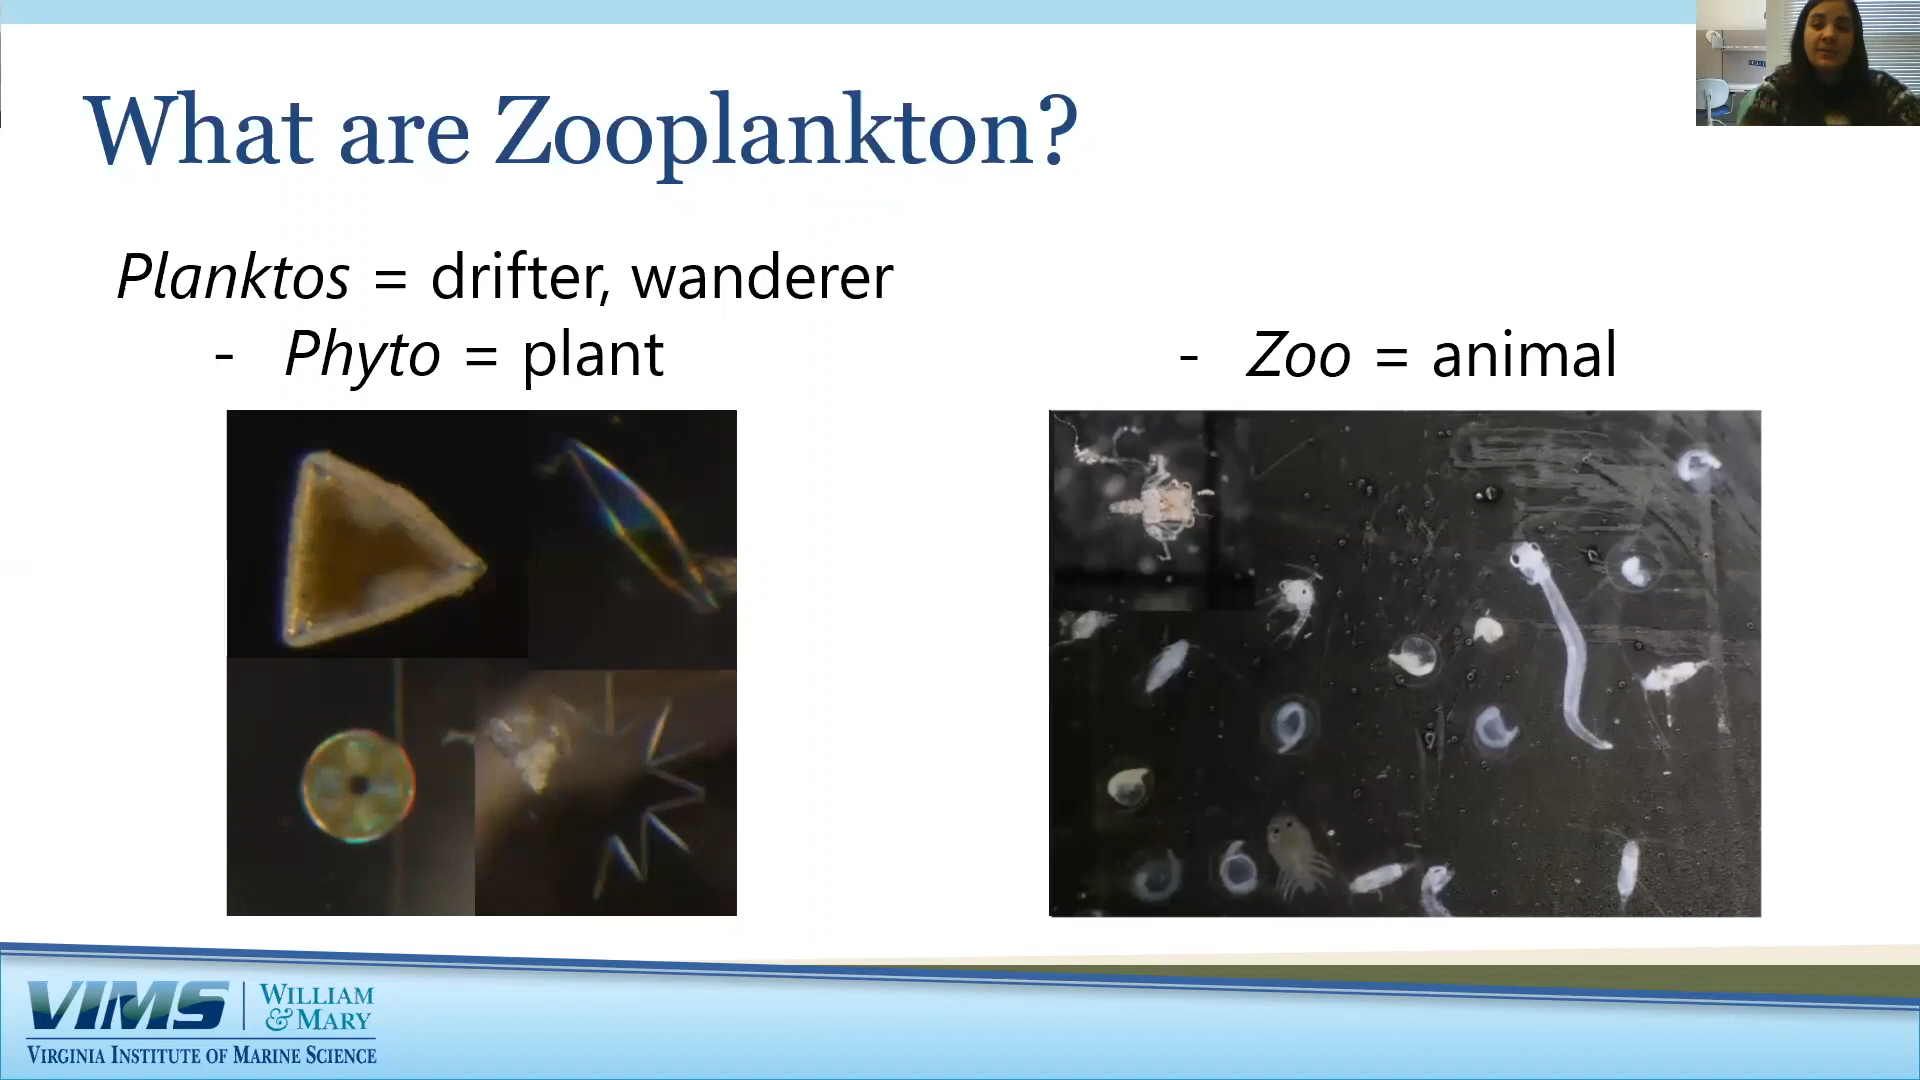 What are Zooplankton?
Planktos = drifter, wanderer
- Phyto = plant
- Zoo = animal
VIMS
WILLIAM
& MARY
VIRGINIA INSTITUTE OF MARINE SCIENCE